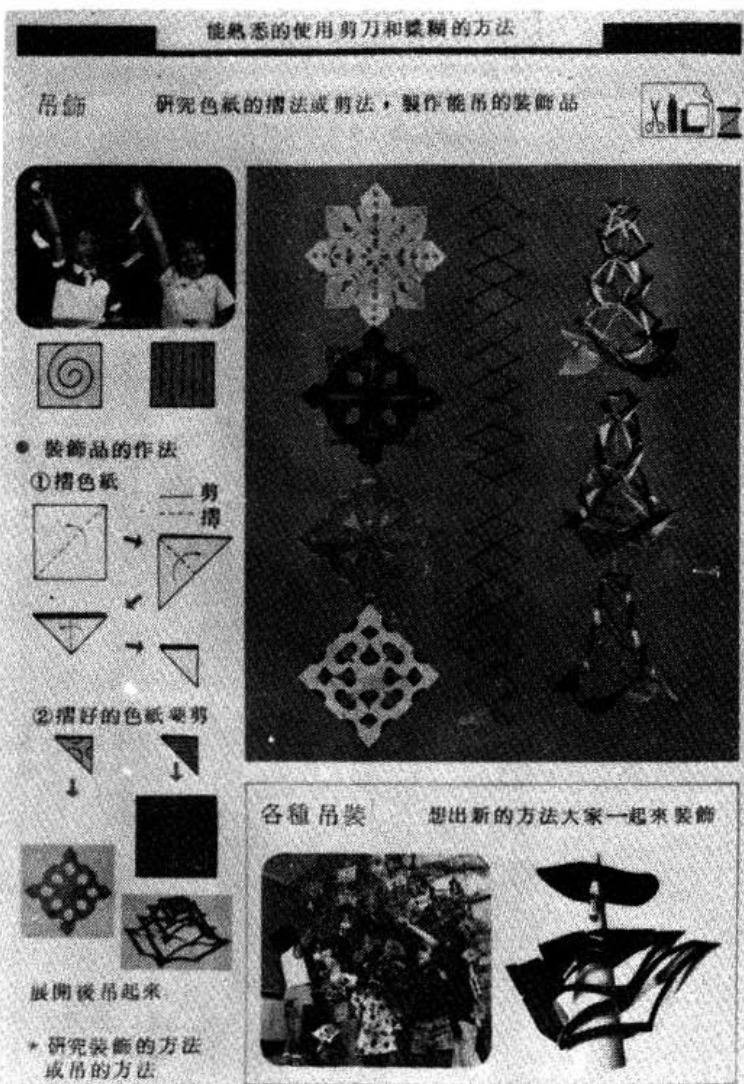 能熟悉的使用剪刀和漿糊的方法
吊飾
研究色紙的摺法或剪法，製作能吊的裝飾品
● 裝飾品的作法
①摺色紙
剪
摺
②摺好的色紙要剪
展開後吊起來
* 研究裝飾的方法
或吊的方法
各種吊裝
想出新的方法大家一起來裝飾